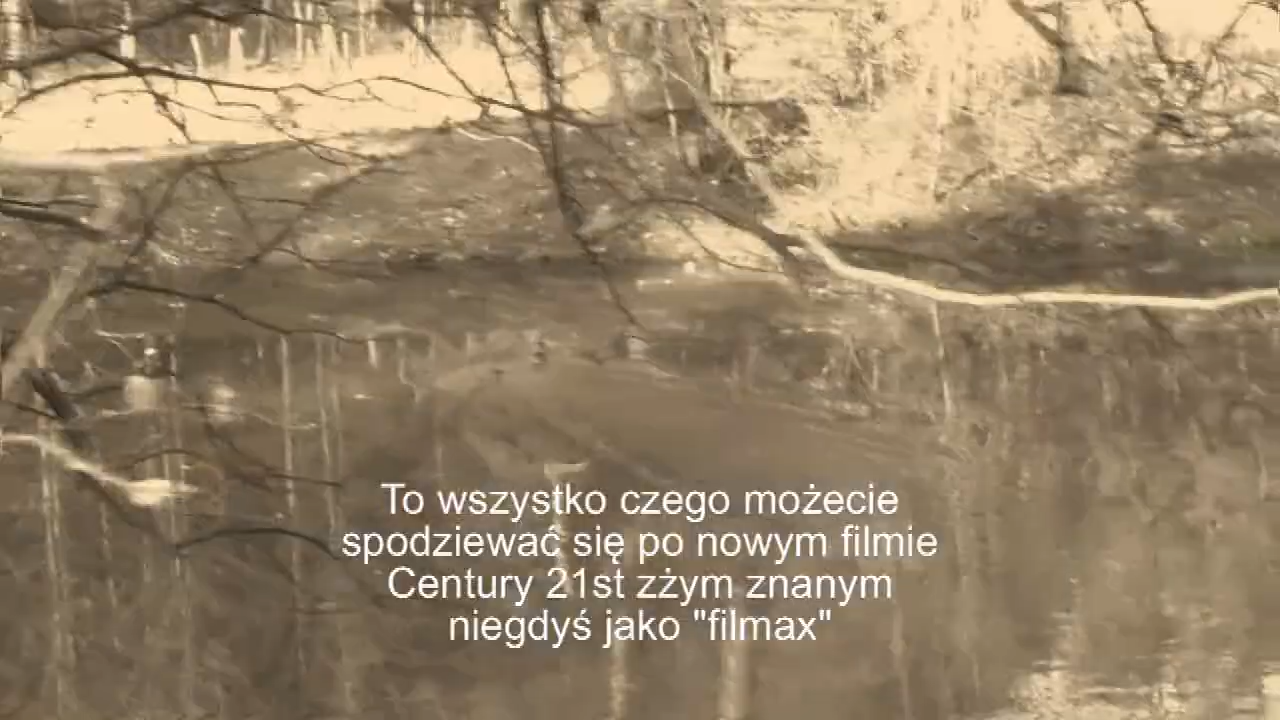 To wszystko czego możecie
spodziewać się po nowym filmie
Century 21st zżym znanym
niegdyś jako "filmax"